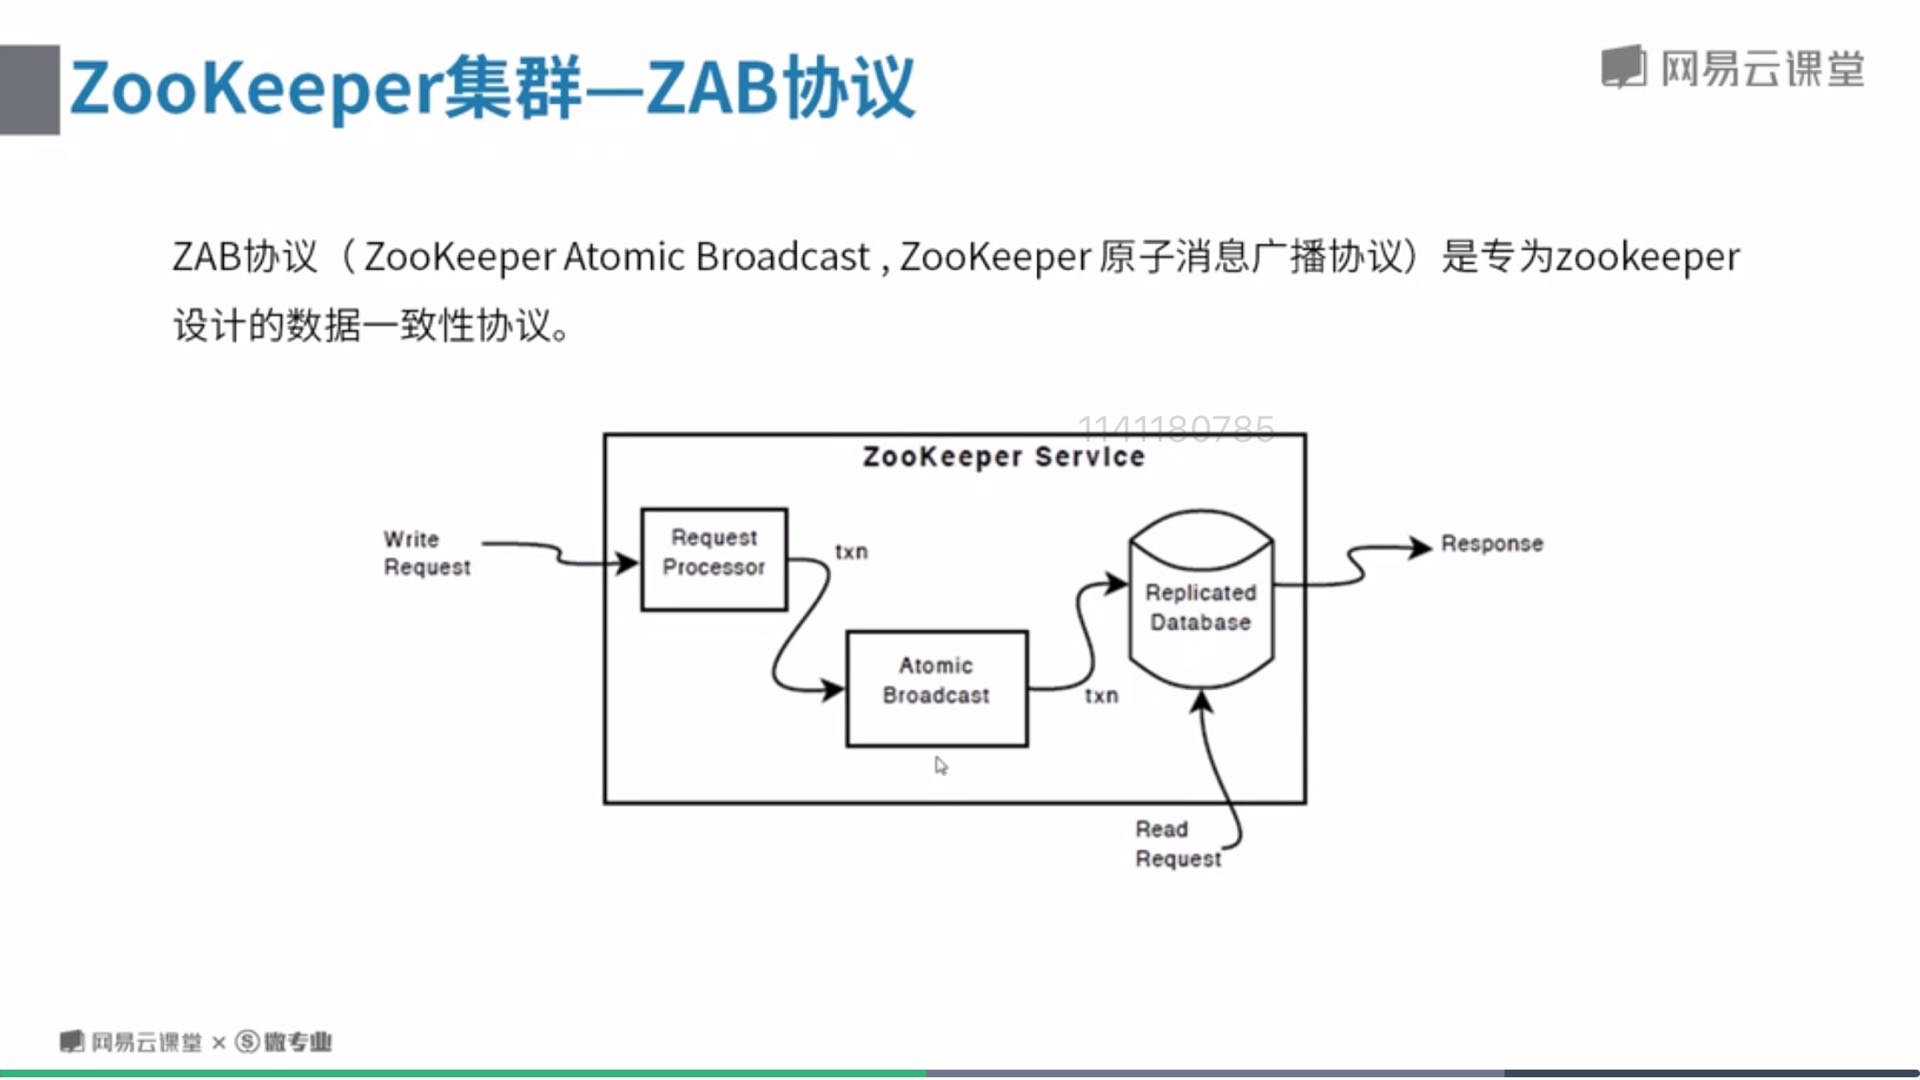 ZooKeeper集群—ZAB协议
网易云课堂
ZAB协议（ZooKeeper Atomic Broadcast , ZooKeeper 原子消息广播协议）是专为zookeeper
设计的数据一致性协议。
1141180785
ZooKeeper Service
Write
Request
Request
Processor
txn
Atomic
Broadcast
txn
Replicated
Database
Response
Read
Request
网易云课堂 × Ⓢ微专业